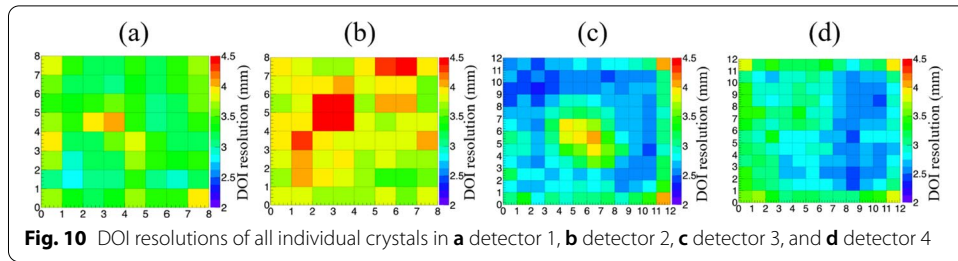 (a) (b) (c) (d)
8 7 6 5 4 3 2 1 0
0 1 2 3 4 5 6 7 8
4.5 4 3.5 3 2.5 2
DOI resolution (mm)
8 7 6 5 4 3 2 1 0
0 1 2 3 4 5 6 7 8
4.5 4 3.5 3 2.5 2
DOI resolution (mm)
12 11 10 9 8 7 6 5 4 3 2 1 0
0 1 2 3 4 5 6 7 8 9 10 11 12
4.5 4 3.5 3 2.5 2
DOI resolution (mm)
12 11 10 9 8 7 6 5 4 3 2 1 0
0 1 2 3 4 5 6 7 8 9 10 11 12
4.5 4 3.5 3 2.5 2
DOI resolution (mm)
Fig. 10 DOI resolutions of all individual crystals in a detector 1, b detector 2, c detector 3, and d detector 4